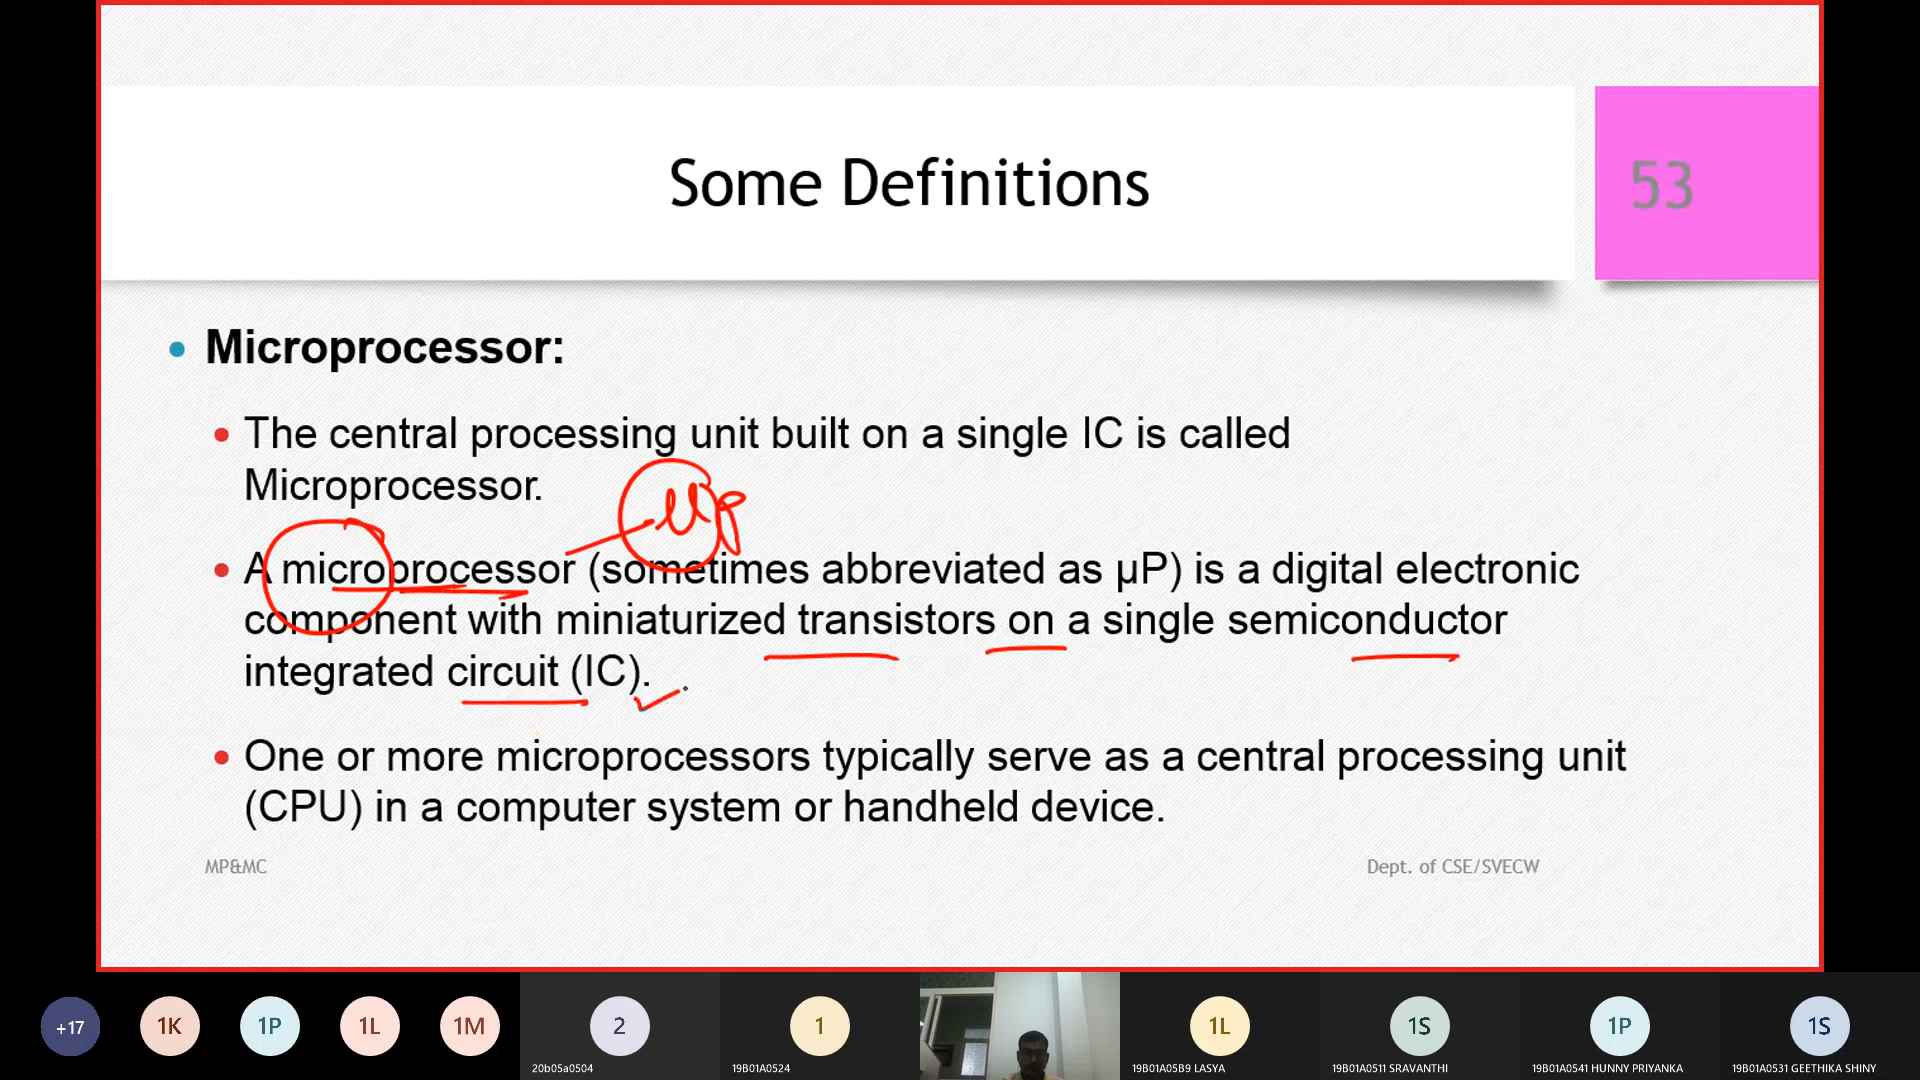 Some Definitions
53
• Microprocessor:
• The central processing unit built on a single IC is called
Microprocessor.
μp
• A microprocessor (sometimes abbreviated as µP) is a digital electronic
component with miniaturized transistors on a single semiconductor
integrated circuit (IC).
• One or more microprocessors typically serve as a central processing unit
(CPU) in a computer system or handheld device.
MP&MC
Dept. of CSE/SVECW
+17
1K
1P
1L
1M
2
1
1L
1S
1P
1S
20b05a0504
19B01A0524
19B01A05B9 LASYA
19B01A0511 SRAVANTHI
19B01A0541 HUNNY PRIYANKA
19B01A0531 GEETHIKA SHINY